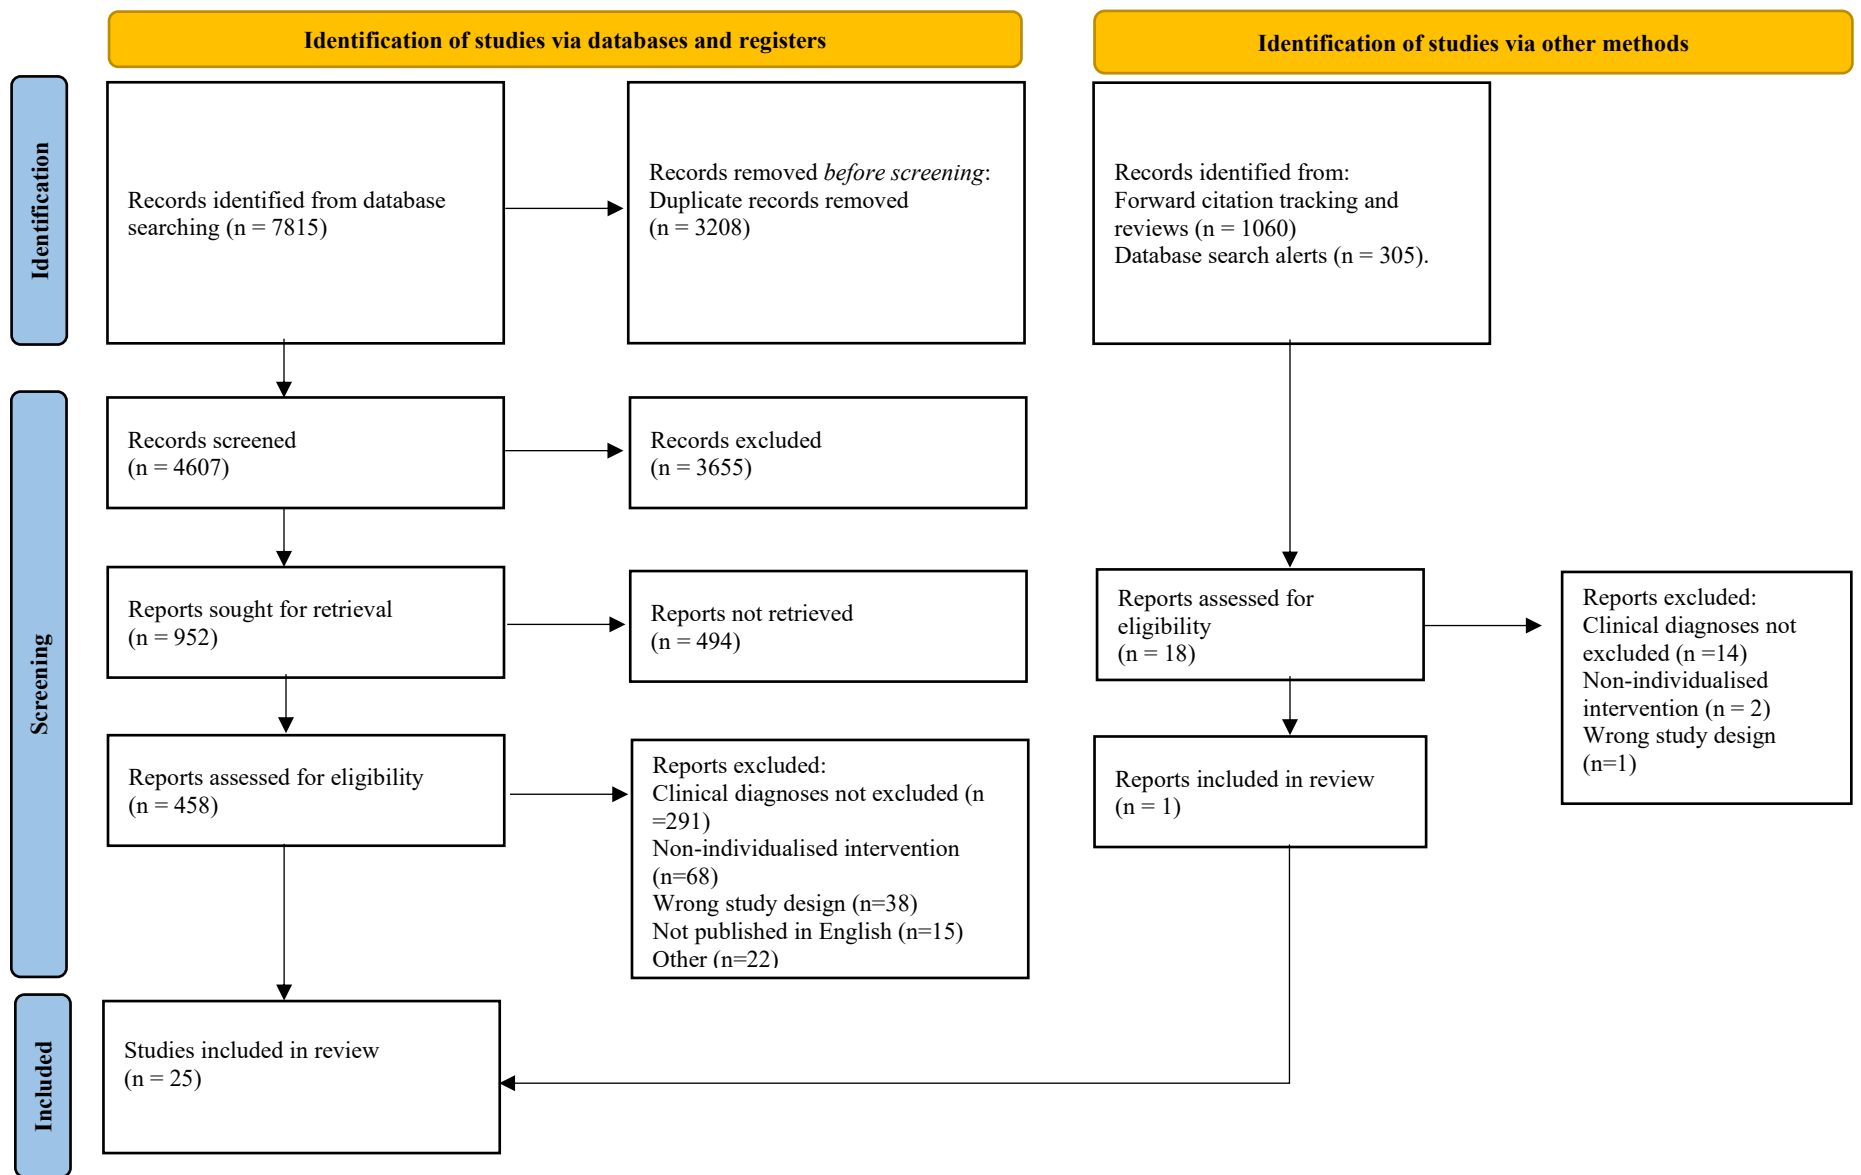 Identification of studies via databases and registers
Identification of studies via other methods
Identification
Records identified from database
searching (n = 7815)
Records removed before screening:
Duplicate records removed
(n = 3208)
Records identified from:
Forward citation tracking and
reviews (n = 1060)
Database search alerts (n = 305).
Screening
Records screened
(n = 4607)
Records excluded
(n = 3655)
Reports sought for retrieval
(n = 952)
Reports not retrieved
(n = 494)
Reports assessed for
eligibility
(n = 18)
Reports excluded:
Clinical diagnoses not
excluded (n =14)
Non-individualised
intervention (n = 2)
Wrong study design
(n=1)
Reports assessed for eligibility
(n = 458)
Reports excluded:
Clinical diagnoses not excluded (n
=291)
Non-individualised intervention
(n=68)
Wrong study design (n=38)
Not published in English (n=15)
Other (n=22)
Reports included in review
(n = 1)
Included
Studies included in review
(n = 25)